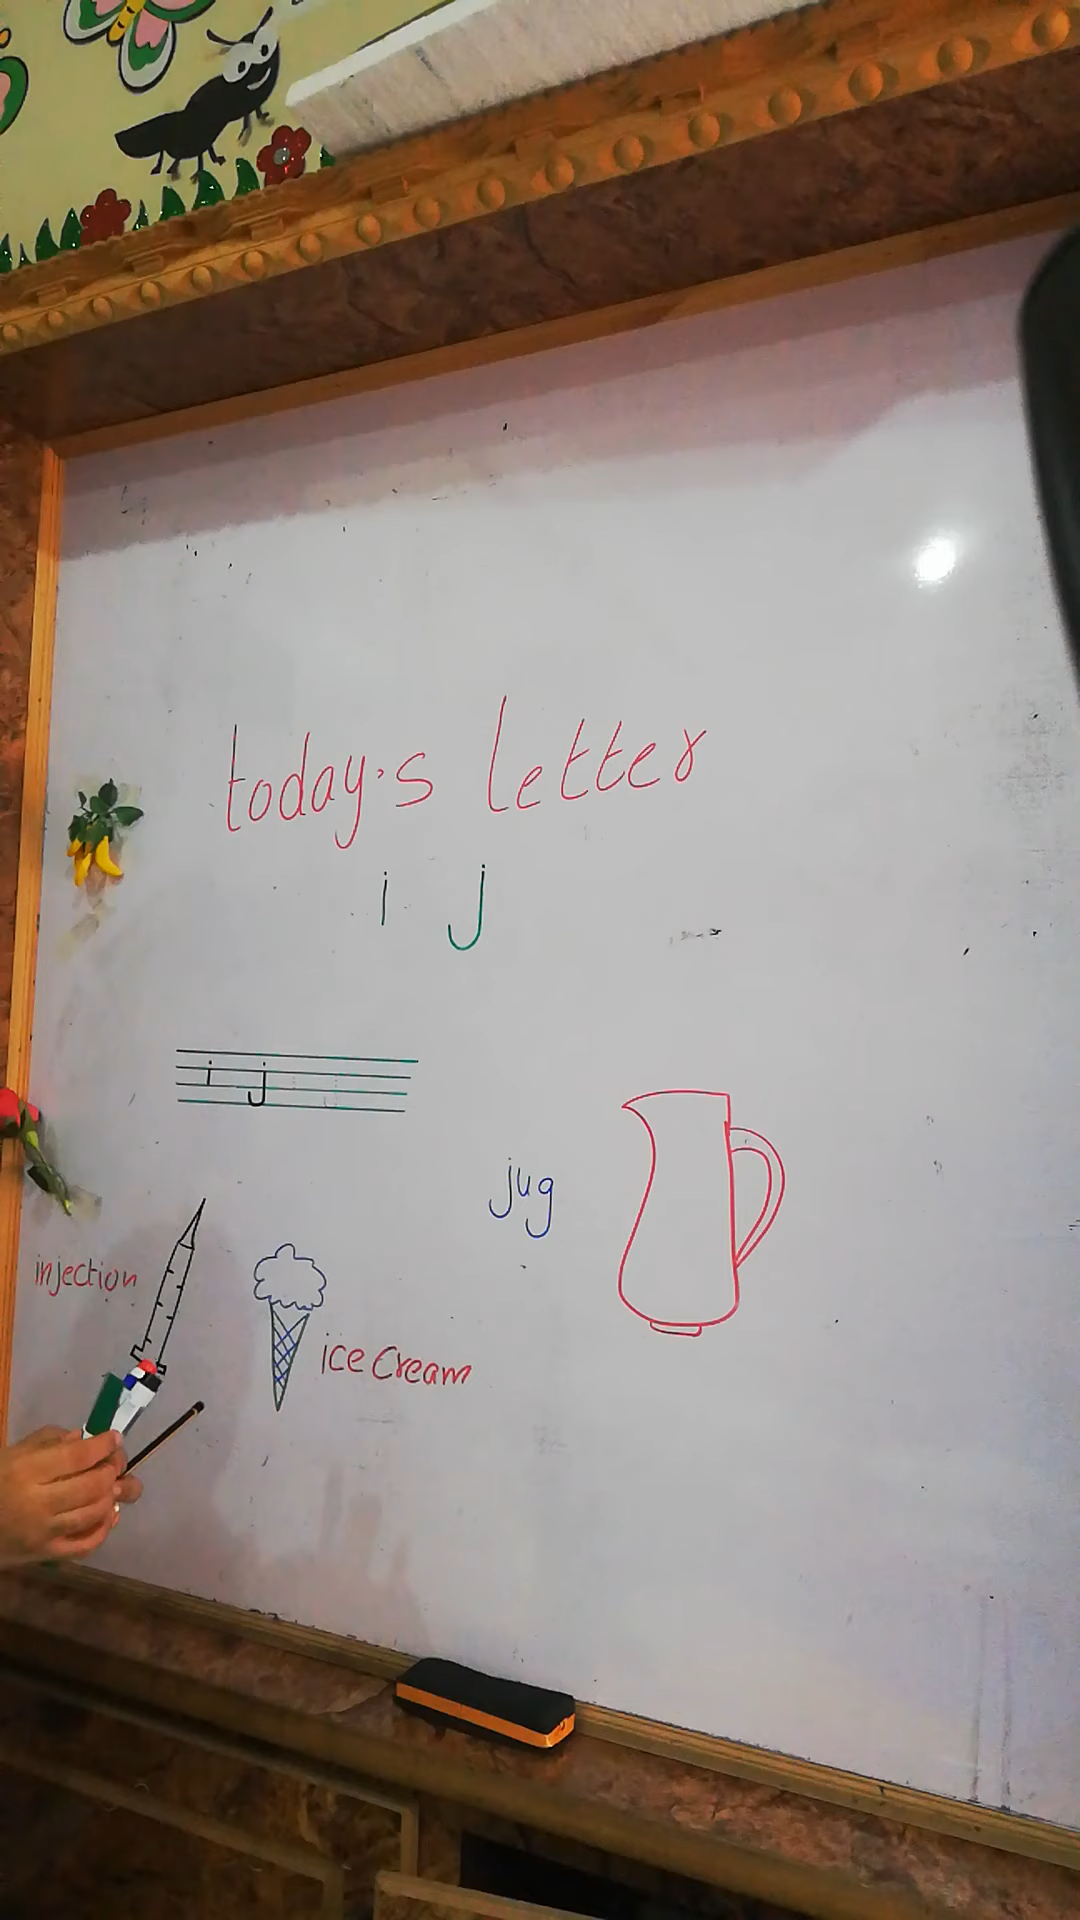 today's letter
i j
i j i j
jug
injection
ice Cream